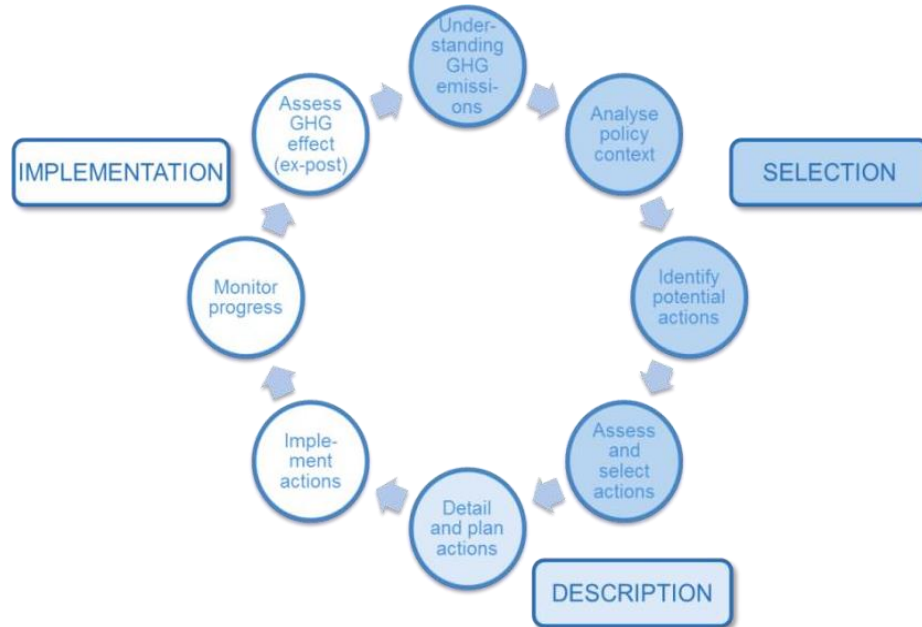 Under-
standing
GHG
emissi-
ons
Analyse
policy
context
SELECTION
Identify
potential
actions
Assess
and
select
actions
DESCRIPTION
Detail
and plan
actions
Imple-
ment
actions
Monitor
progress
IMPLEMENTATION
Assess
GHG
effect
(ex-post)